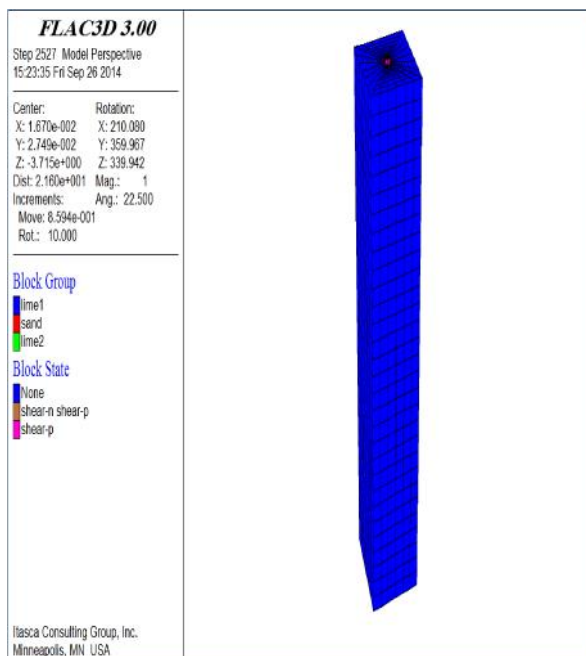 FLAC3D 3.00
Step 2527 Model Perspective
15:23:35 Fri Sep 26 2014
Center: Rotation:
X: 1.670e-002 X: 210.080
Y: 2.749e-002 Y: 359.967
Z: -3.715e+000 Z: 339.942
Dist: 2.160e+001 Mag.: 1
Increments: Ang.: 22.500
Move: 8.594e-001
Rot.: 10.000
Block Group
lime1
sand
lime2
Block State
None
shear-n shear-p
shear-p
Itasca Consulting Group, Inc.
Minneapolis, MN USA